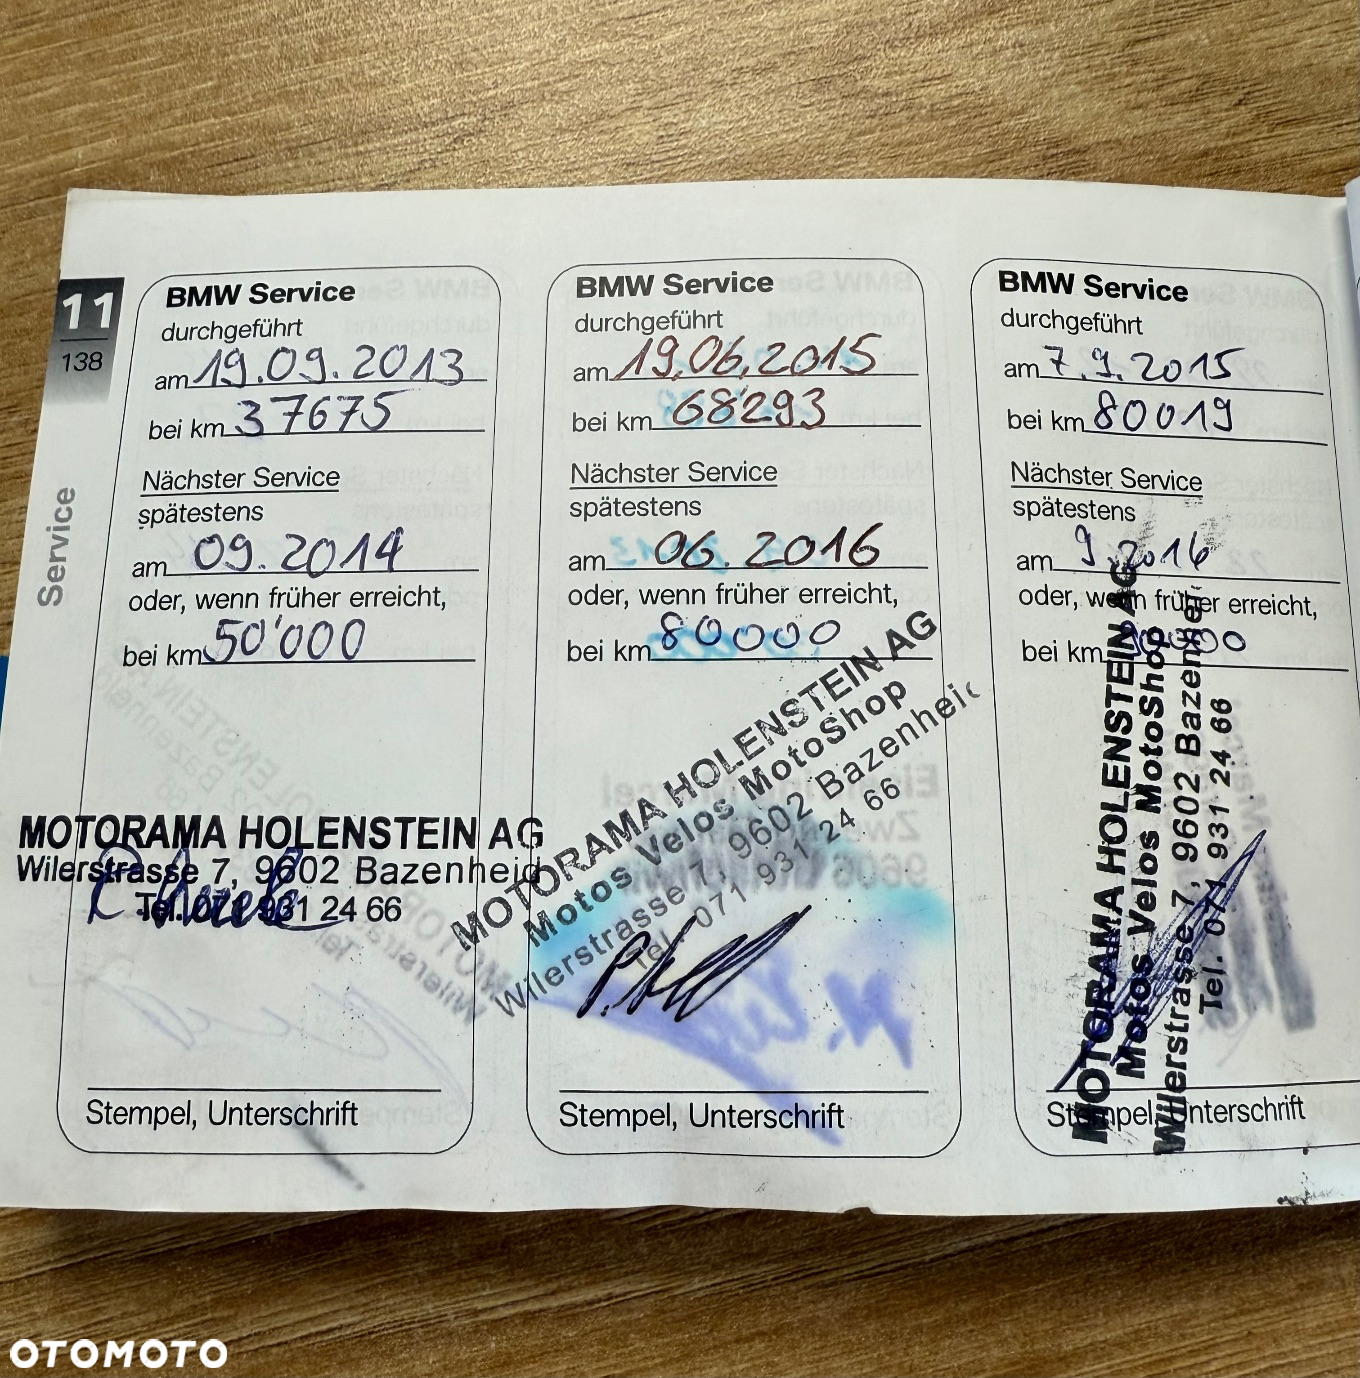 11
138
Service
BMW Service
durchgeführt
am 19.09.2013
bei km 37675
Nächster Service
spätestens
am 09.2014
oder, wenn früher erreicht,
bei km 50'000
MOTORAMA HOLENSTEIN AG
Wilerstrasse 7, 9602 Bazenheid
Tel. 071 931 24 66
Stempel, Unterschrift
BMW Service
durchgeführt
am 19.06.2015
bei km 68293
Nächster Service
spätestens
am 06.2016
oder, wenn früher erreicht,
bei km 80000
MOTORAMA HOLENSTEIN AG
Motos Velos MotoShop
Wilerstrasse 7, 9602 Bazenheid
Tel. 071 931 24 66
Stempel, Unterschrift
BMW Service
durchgeführt
am 7.9.2015
bei km 80019
Nächster Service
spätestens
am 9.2016
oder, wenn früher erreicht,
bei km
MOTORAMA HOLENSTEIN AG
Motos Velos MotoShop
Wilerstrasse 7, 9602 Bazenhei
Tel. 071 931 24 66
Stempel, Unterschrift
OTOMOTO